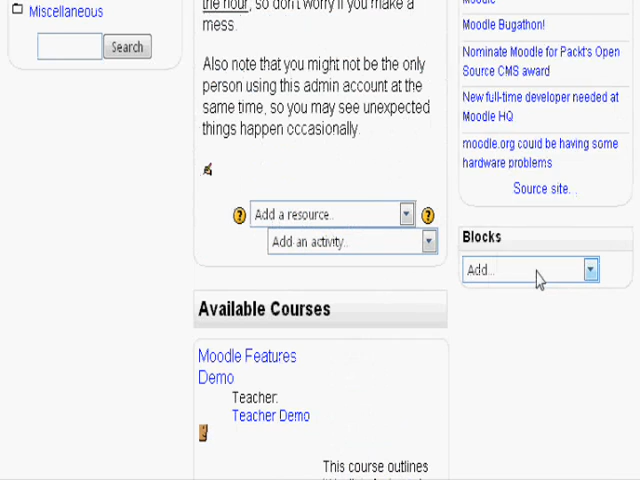 Miscellaneous
Search
the hour, so don't worry if you make a
mess.
Also note that you might not be the only
person using this admin account at the
same time, so you may see unexpected
things happen occasionally.
Add a resource..
Add an activity..
Available Courses
Moodle Features
Demo
Teacher:
Teacher Demo
This course outlines
Moodle
Moodle Bugathon!
Nominate Moodle for Packt's Open
Source CMS award
New full-time developer needed at
Moodle HQ
moodle.org could be having some
hardware problems
Source site. .
Blocks
Add...